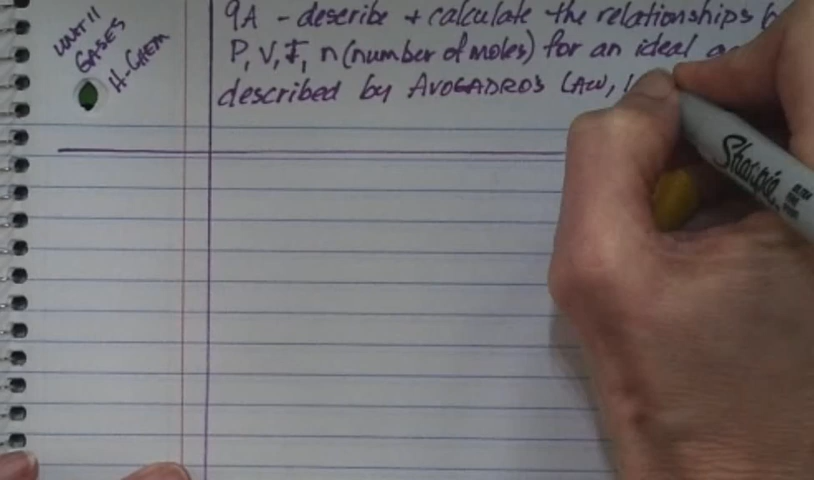 UNIT 11
GASES
H-CHEM
9A - describe + calculate the relationships
P, V, T, n (number of moles) for an ideal
described by AVOGADROS LAW,
Sharpie